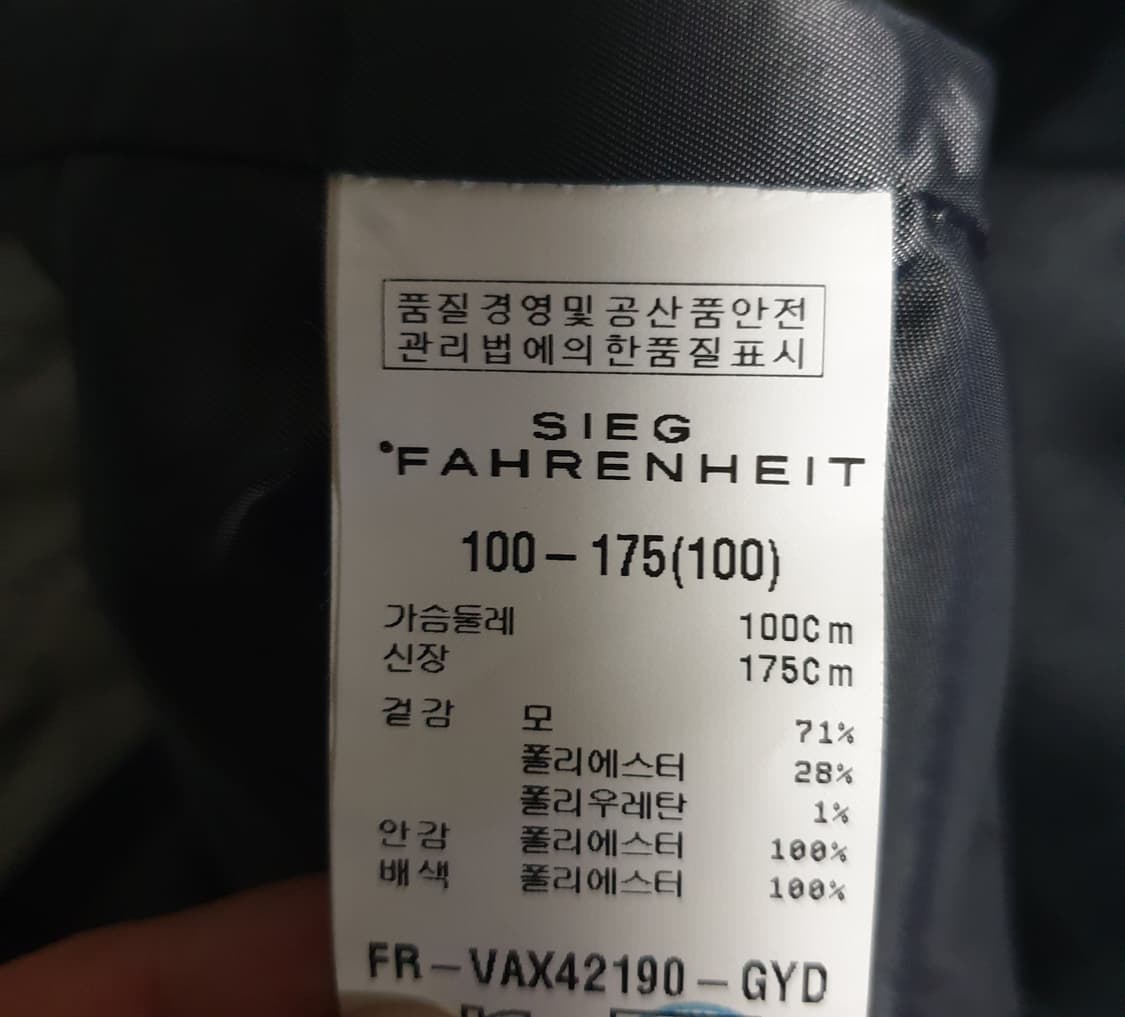 품질 경영및 공산품안전
관리법에의 한품질표시
SIEG
°FAHRENHEIT
100-175(100)
가슴둘레 100Cm
신장 175Cm
겉감 모 71%
폴리에스터 28%
폴리우레탄 1%
안감 폴리에스터 100%
배색 폴리에스터 100%
FR-VAX42190-GYD